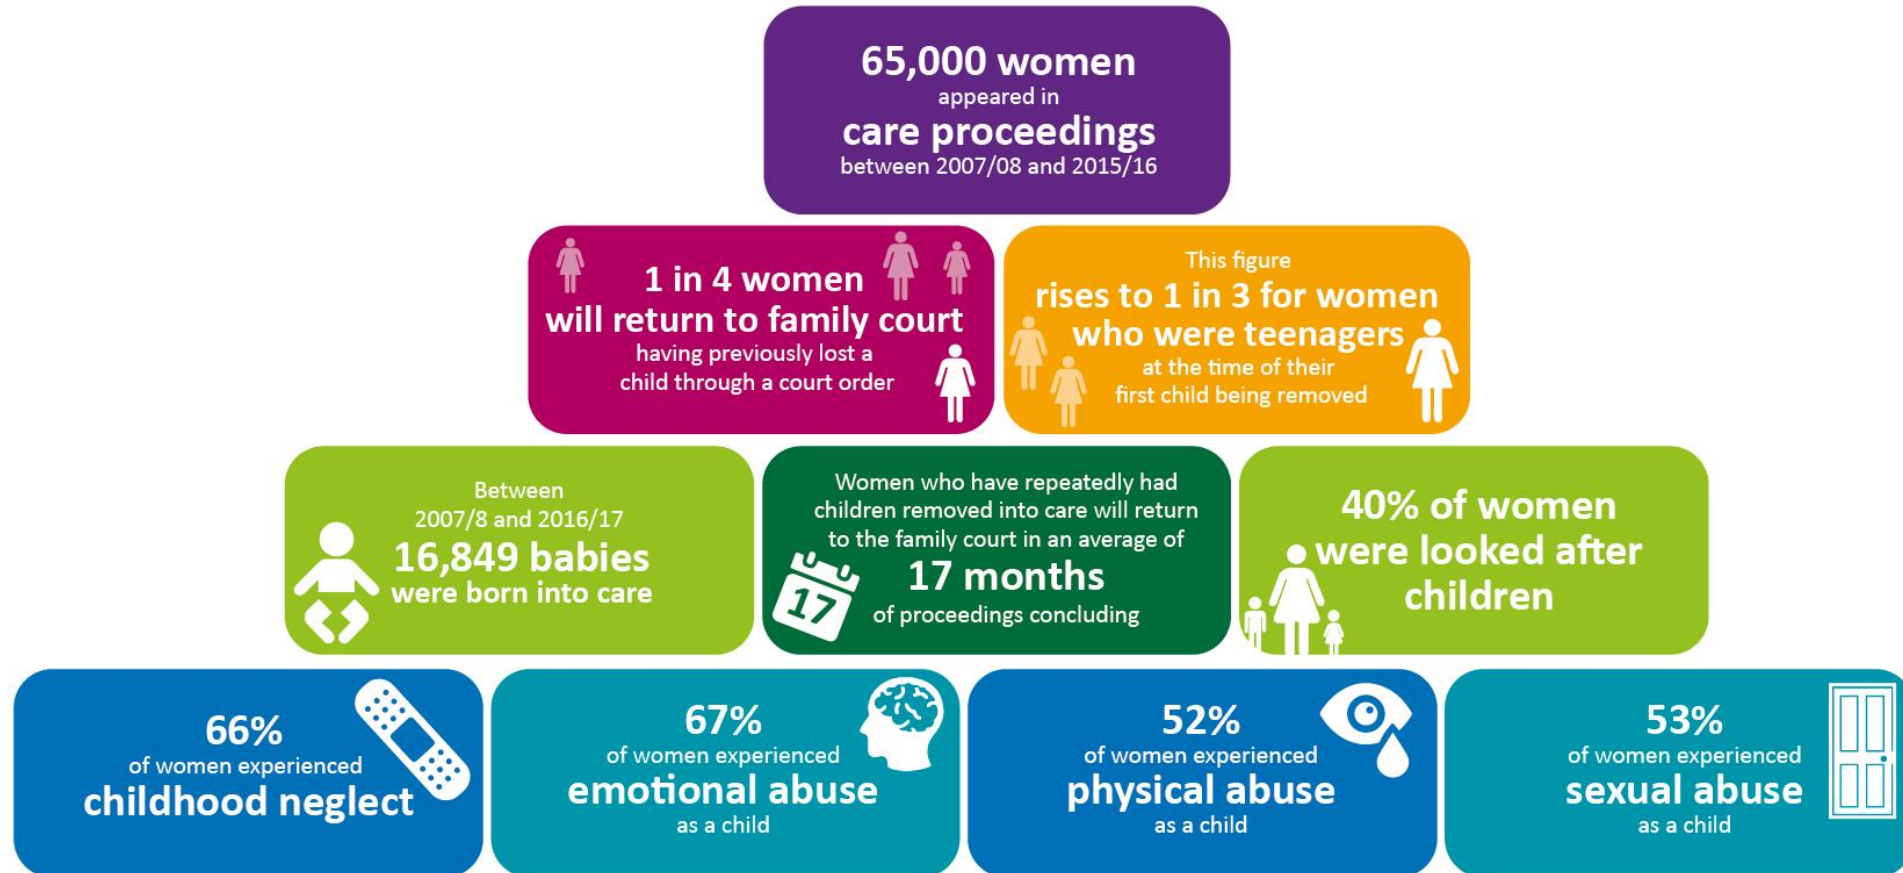 65,000 women
appeared in
care proceedings
between 2007/08 and 2015/16
1 in 4 women
will return to family court
having previously lost a
child through a court order
This figure
rises to 1 in 3 for women
who were teenagers
at the time of their
first child being removed
Between
2007/8 and 2016/17
16,849 babies
were born into care
Women who have repeatedly had
children removed into care will return
to the family court in an average of
17 months
17
of proceedings concluding
40% of women
were looked after
children
66%
of women experienced
childhood neglect
67%
of women experienced
emotional abuse
as a child
52%
of women experienced
physical abuse
as a child
53%
of women experienced
sexual abuse
as a child